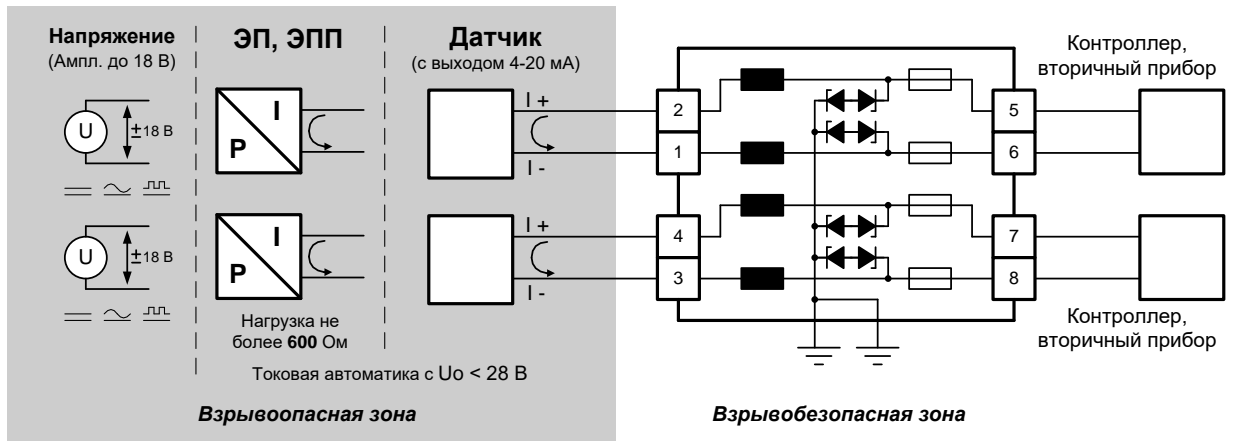 Напряжение
(Ампл. до 18 В)
U
±18 В
U
±18 В
ЭП, ЭПП
I
P
I
P
Нагрузка не
более 600 Ом
Датчик
(с выходом 4-20 мА)
I +
I -
I +
I -
Токовая автоматика с Uo < 28 В
Взрывоопасная зона
2
1
4
3
5
6
7
8
Контроллер,
вторичный прибор
Контроллер,
вторичный прибор
Взрывобезопасная зона